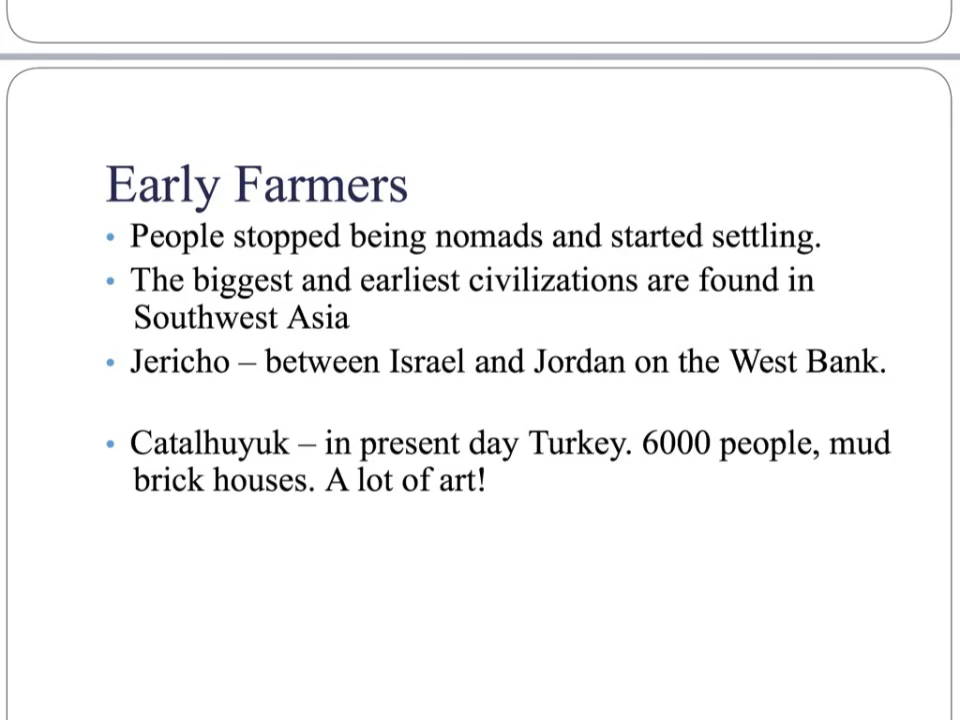 Early Farmers
• People stopped being nomads and started settling.
• The biggest and earliest civilizations are found in
Southwest Asia
• Jericho – between Israel and Jordan on the West Bank.
• Catalhuyuk – in present day Turkey. 6000 people, mud
brick houses. A lot of art!